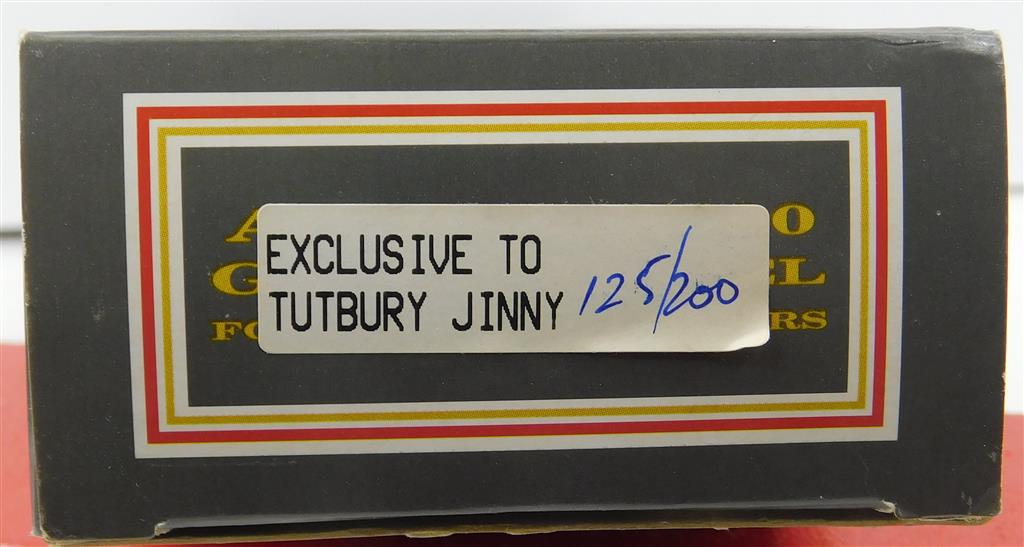 EXCLUSIVE TO
TUTBURY JINNY 125/200